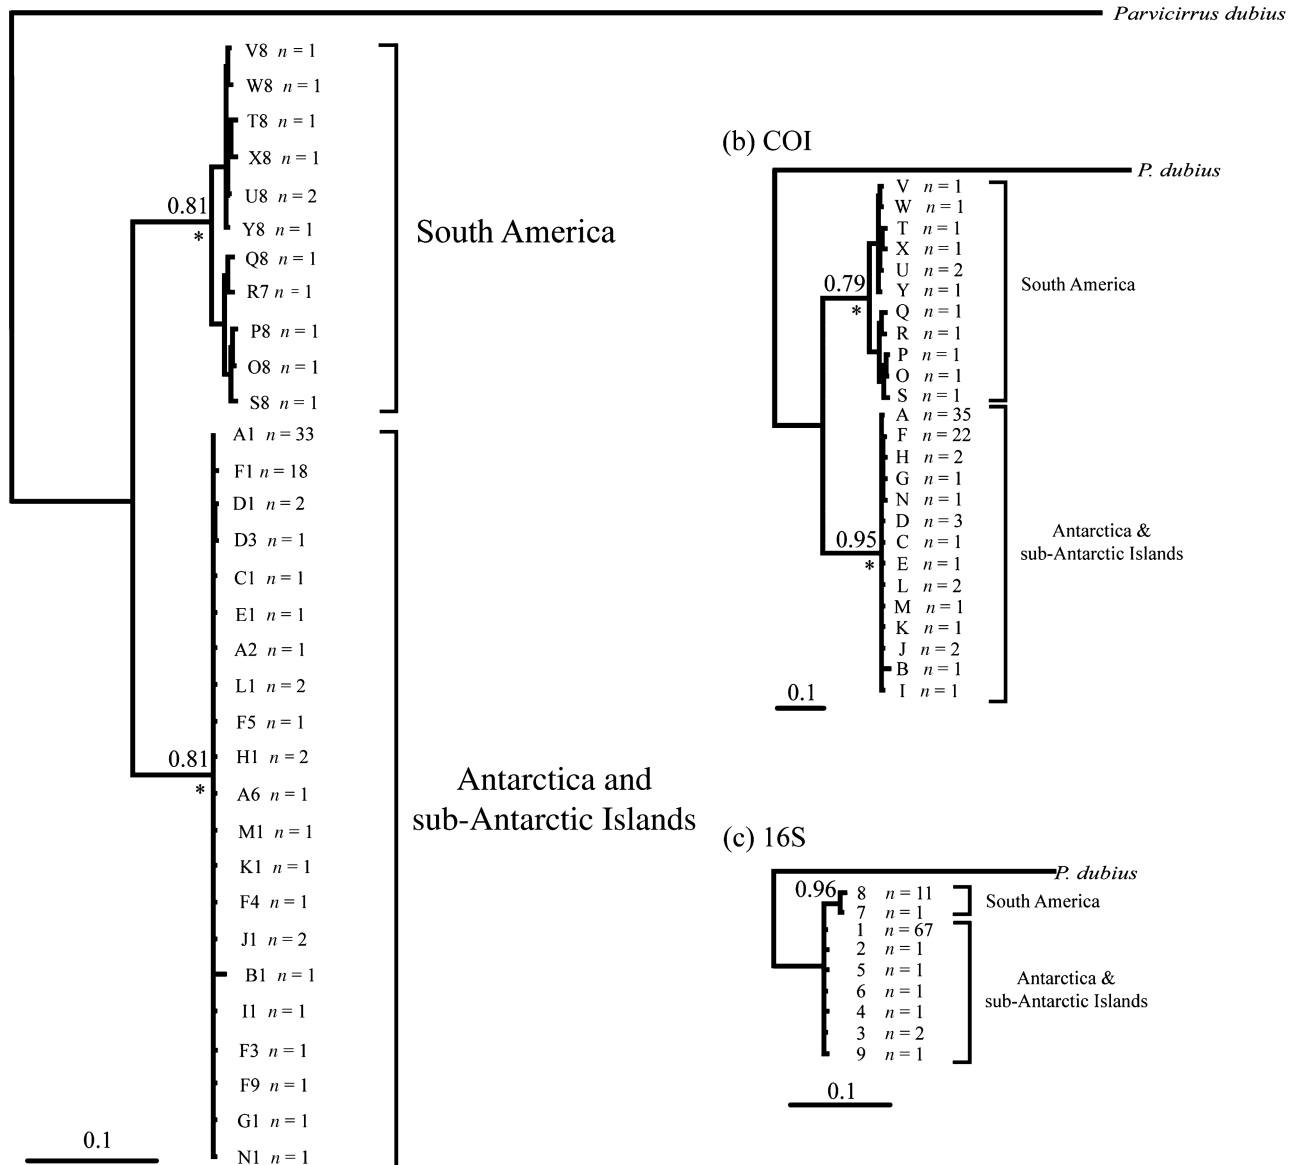 Parvicirrus dubius
V8 n = 1
W8 n = 1
T8 n = 1
X8 n = 1
0.81
U8 n = 2
*
Y8 n = 1
South America
Q8 n = 1
R7 n = 1
P8 n = 1
O8 n = 1
S8 n = 1
A1 n = 33
F1 n = 18
D1 n = 2
D3 n = 1
C1 n = 1
E1 n = 1
A2 n = 1
L1 n = 2
F5 n = 1
0.81
H1 n = 2
*
A6 n = 1
Antarctica and
sub-Antarctic Islands
M1 n = 1
K1 n = 1
F4 n = 1
J1 n = 2
B1 n = 1
I1 n = 1
F3 n = 1
F9 n = 1
G1 n = 1
N1 n = 1
0.1
(b) COI
P. dubius
V n = 1
W n = 1
T n = 1
X n = 1
U n = 2
0.79
*
Y n = 1
South America
Q n = 1
R n = 1
P n = 1
O n = 1
S n = 1
A n = 35
F n = 22
H n = 2
G n = 1
N n = 1
D n = 3
0.95
*
C n = 1
Antarctica &
sub-Antarctic Islands
E n = 1
L n = 2
M n = 1
K n = 1
J n = 2
B n = 1
I n = 1
0.1
(c) 16S
P. dubius
0.96
8 n = 11
7 n = 1
South America
1 n = 67
2 n = 1
5 n = 1
6 n = 1
4 n = 1
3 n = 2
9 n = 1
Antarctica &
sub-Antarctic Islands
0.1